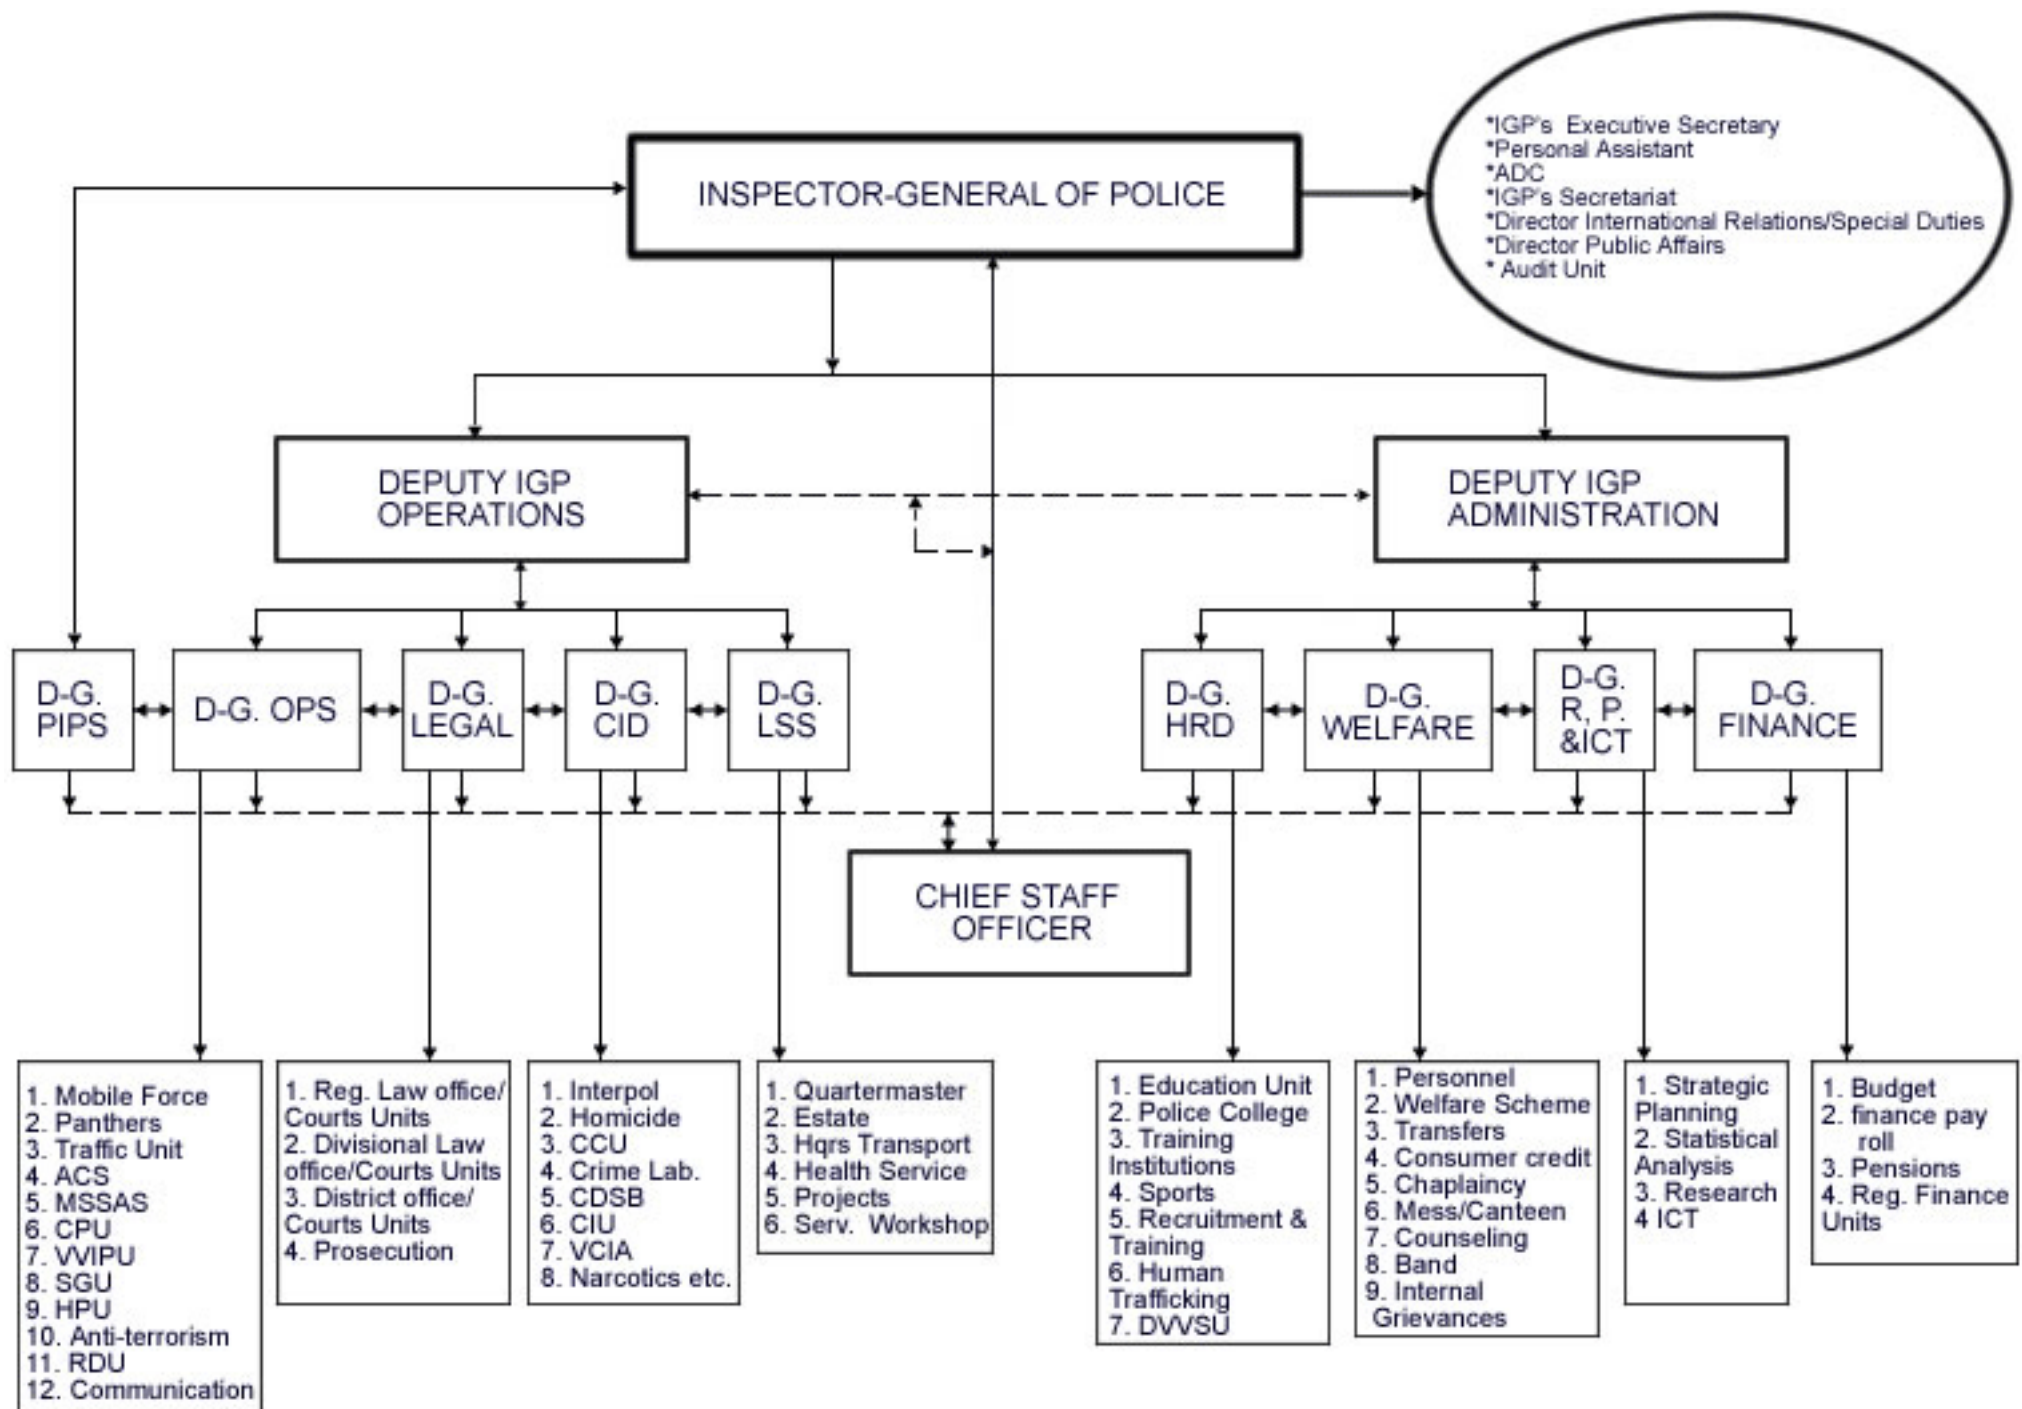 *IGP's Executive Secretary
*Personal Assistant
*ADC
*IGP's Secretariat
*Director International Relations/Special Duties
*Director Public Affairs
* Audit Unit
INSPECTOR-GENERAL OF POLICE
DEPUTY IGP
OPERATIONS
DEPUTY IGP
ADMINISTRATION
D-G.
PIPS
D-G. OPS
D-G.
LEGAL
D-G.
CID
D-G.
LSS
D-G.
HRD
D-G.
WELFARE
D-G.
R, P.
&ICT
D-G.
FINANCE
CHIEF STAFF
OFFICER
1. Mobile Force
2. Panthers
3. Traffic Unit
4. ACS
5. MSSAS
6. CPU
7. VVIPU
8. SGU
9. HPU
10. Anti-terrorism
11. RDU
12. Communication
1. Reg. Law office/
Courts Units
2. Divisional Law
office/Courts Units
3. District office/
Courts Units
4. Prosecution
1. Interpol
2. Homicide
3. CCU
4. Crime Lab.
5. CDSB
6. CIU
7. VCIA
8. Narcotics etc.
1. Quartermaster
2. Estate
3. Hqrs Transport
4. Health Service
5. Projects
6. Serv. Workshop
1. Education Unit
2. Police College
3. Training
Institutions
4. Sports
5. Recruitment &
Training
6. Human
Trafficking
7. DVVSU
1. Personnel
2. Welfare Scheme
3. Transfers
4. Consumer credit
5. Chaplaincy
6. Mess/Canteen
7. Counseling
8. Band
9. Internal
Grievances
1. Strategic
Planning
2. Statistical
Analysis
3. Research
4 ICT
1. Budget
2. finance pay
roll
3. Pensions
4. Reg. Finance
Units